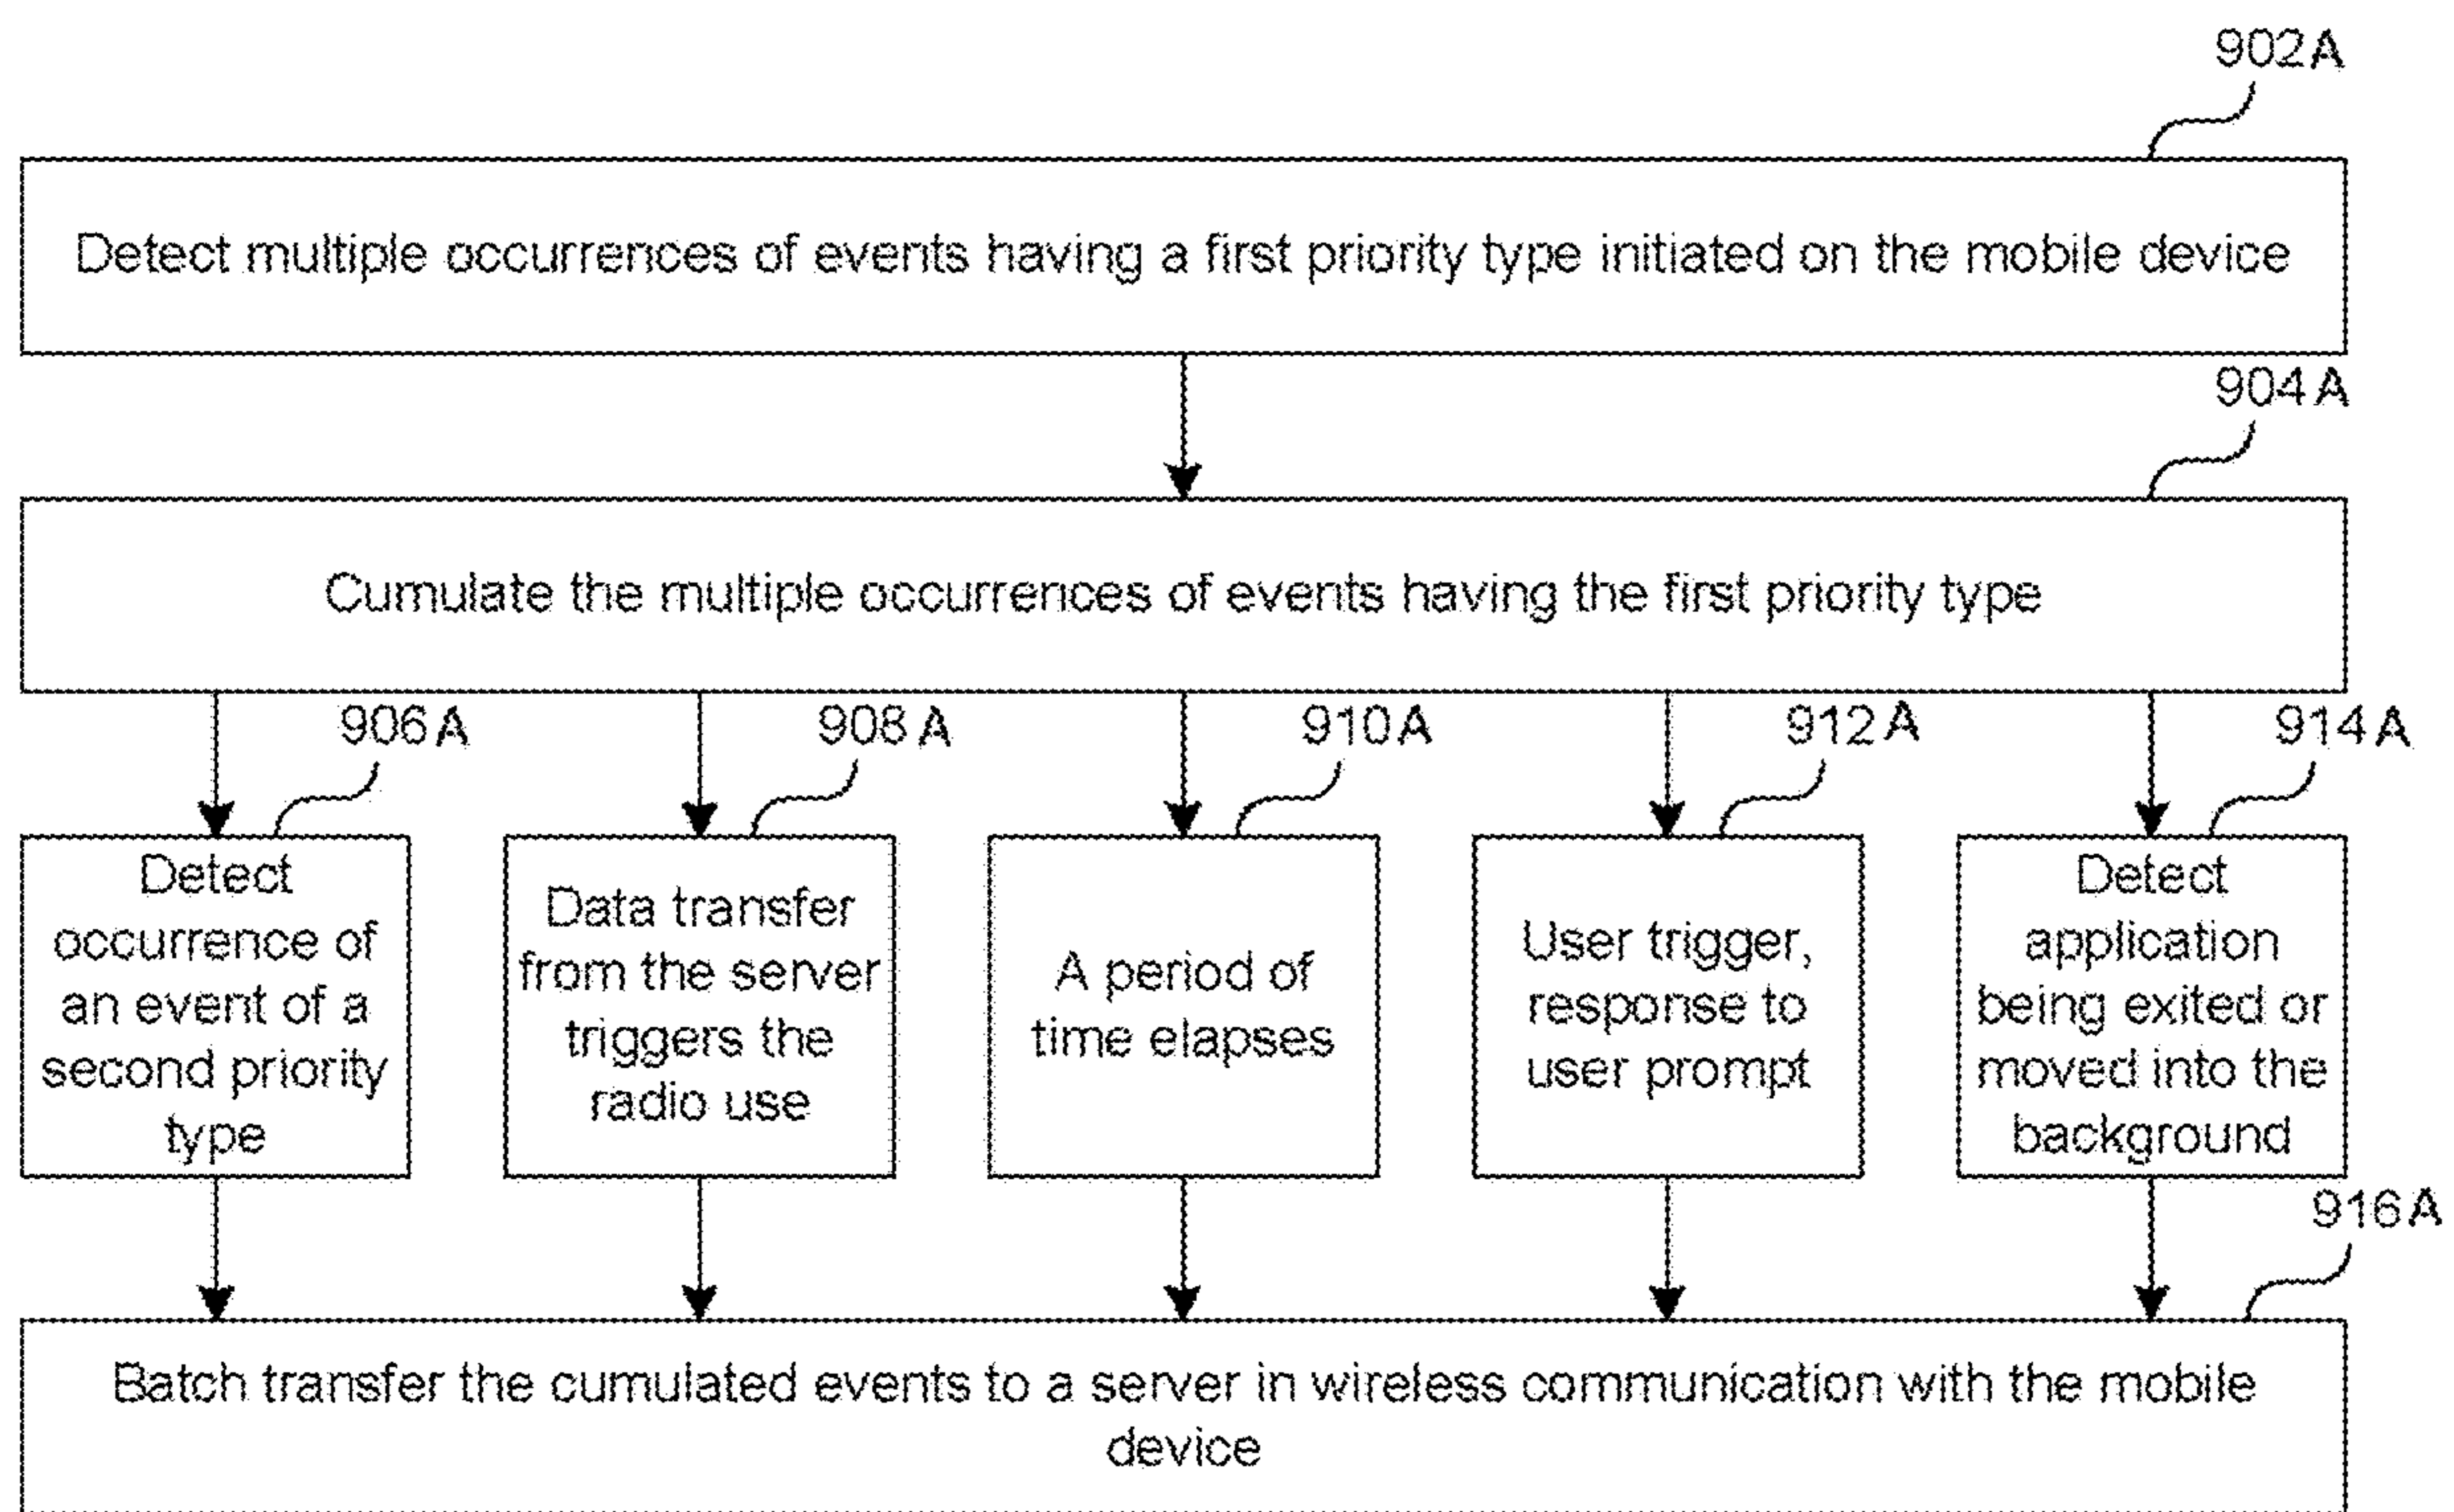 902A
Detect multiple occurrences of events having a first priority type initiated on the mobile device
904A
Cumulate the multiple occurrences of events having the first priority type
906A
908A
910A
912A
914A
Detect
occurrence of
an event of a
second priority
type
Data transfer
from the server
triggers the
radio use
A period of
time elapses
User trigger,
response to
user prompt
Detect
application
being exited or
moved into the
background
916A
Batch transfer the cumulated events to a server in wireless communication with the mobile
device